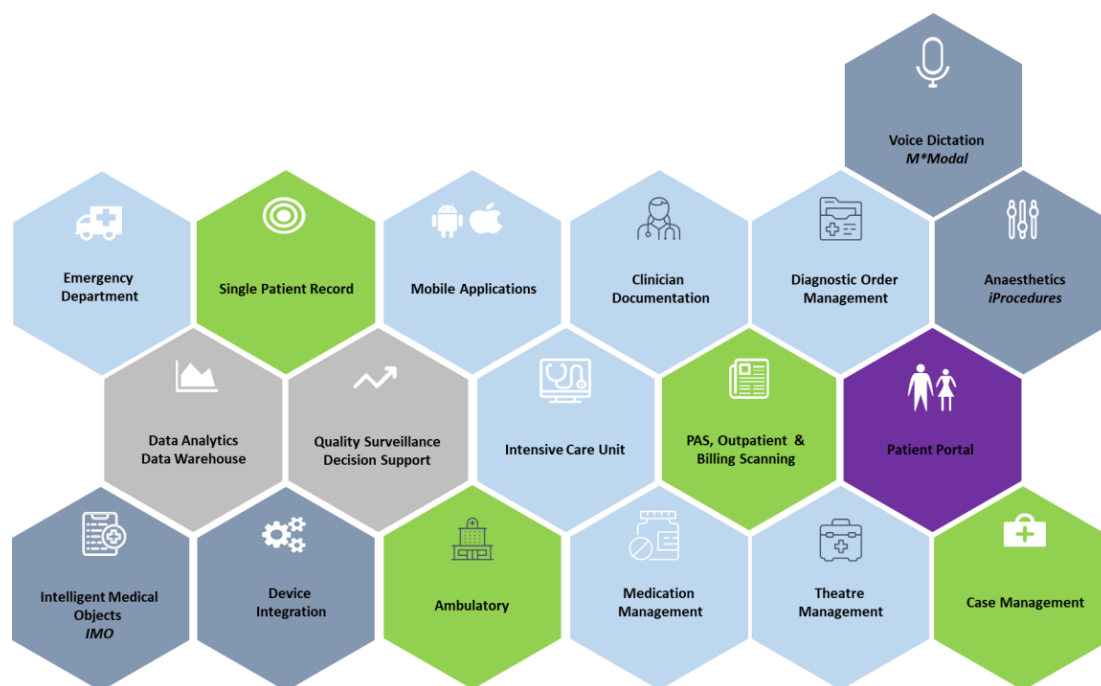 Voice Dictation
M*Modal
Emergency
Department
Single Patient Record
Mobile Applications
Clinician
Documentation
Diagnostic Order
Management
Anaesthetics
iProcedures
Data Analytics
Data Warehouse
Quality Surveillance
Decision Support
Intensive Care Unit
PAS, Outpatient &
Billing Scanning
Patient Portal
Intelligent Medical
Objects
IMO
Device
Integration
Ambulatory
Medication
Management
Theatre
Management
Case Management